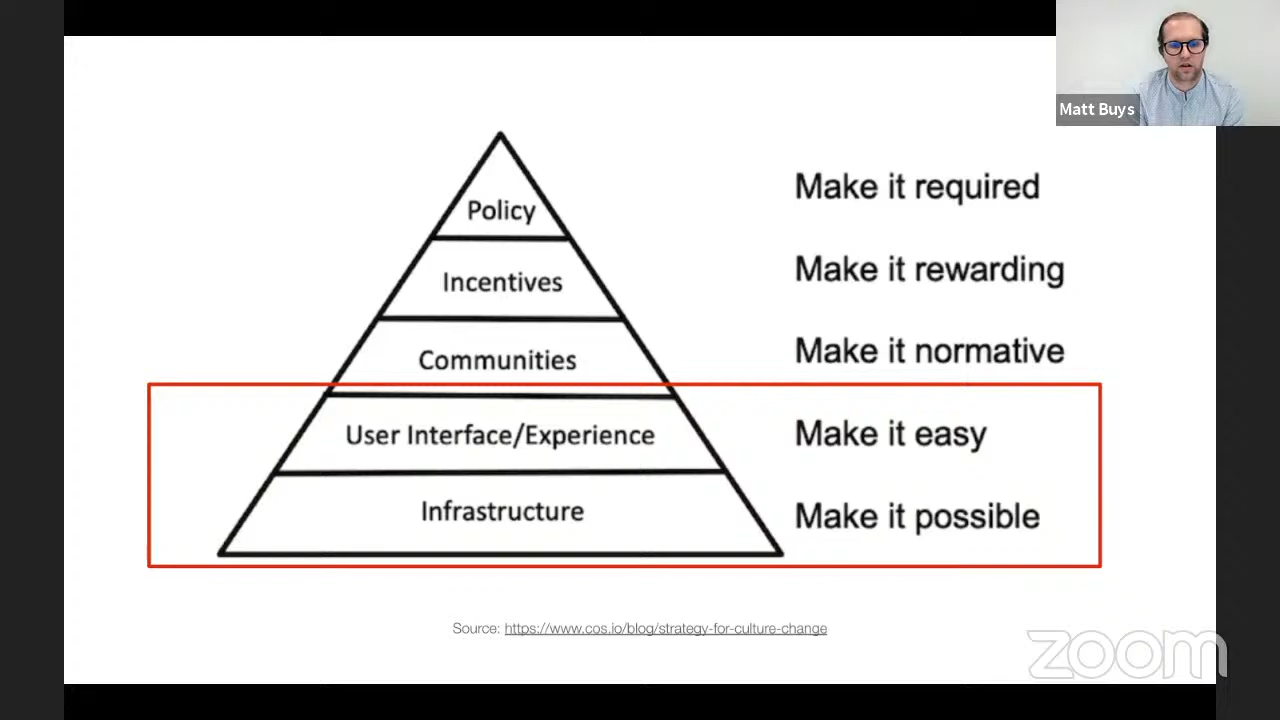 Matt Buys
Policy
Make it required
Incentives
Make it rewarding
Communities
Make it normative
User Interface/Experience
Make it easy
Infrastructure
Make it possible
Source: https://www.cos.io/blog/strategy-for-culture-change
zoom